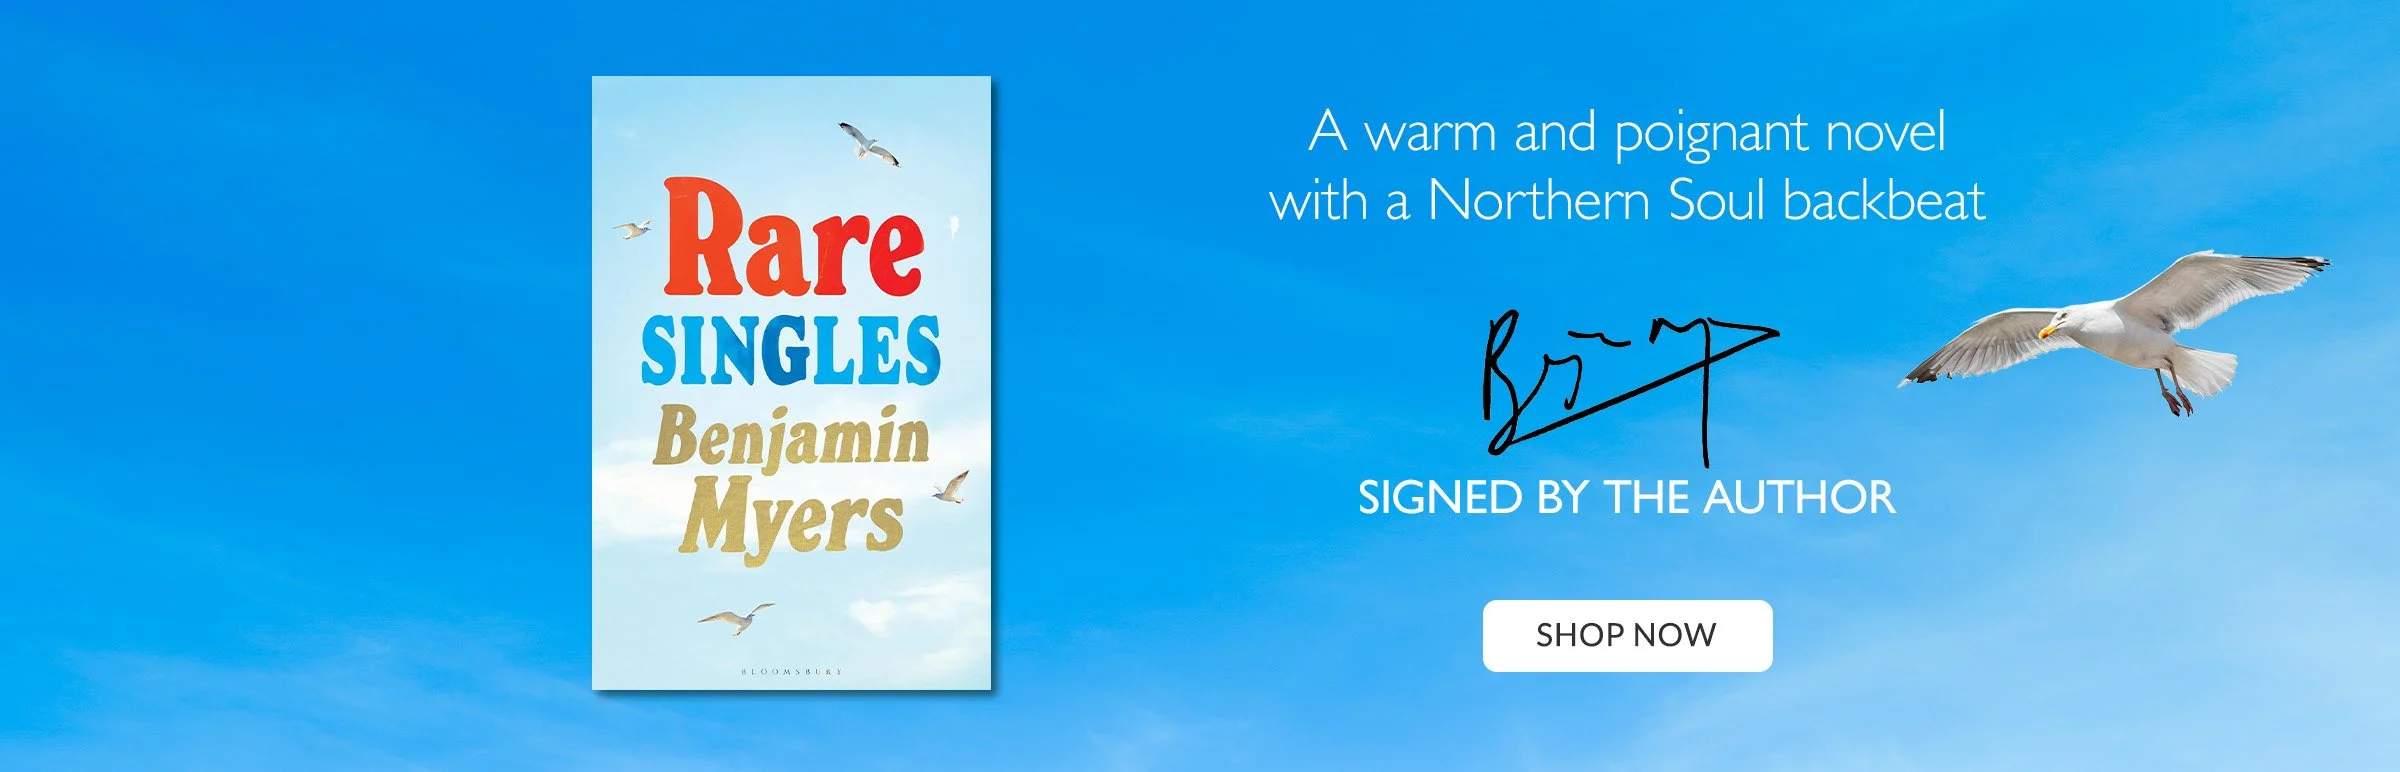 Rare
SINGLES
Benjamin
Myers
BLOOMSBURY
A warm and poignant novel
with a Northern Soul backbeat
SIGNED BY THE AUTHOR
SHOP NOW